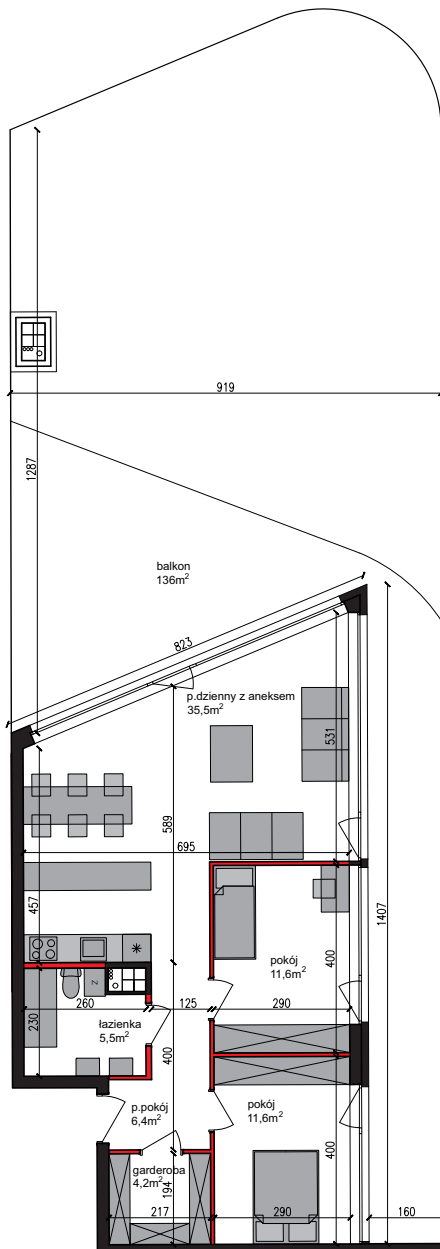 919
1287
balkon
136m²
823
p.dzienny z aneksem
35,5m²
531
589
695
457
1407
pokój
11,6m²
400
Z
230
260
125
290
łazienka
5,5m²
400
p.pokój
6,4m²
pokój
11,6m²
400
garderoba
4,2m²
194
217
290
160